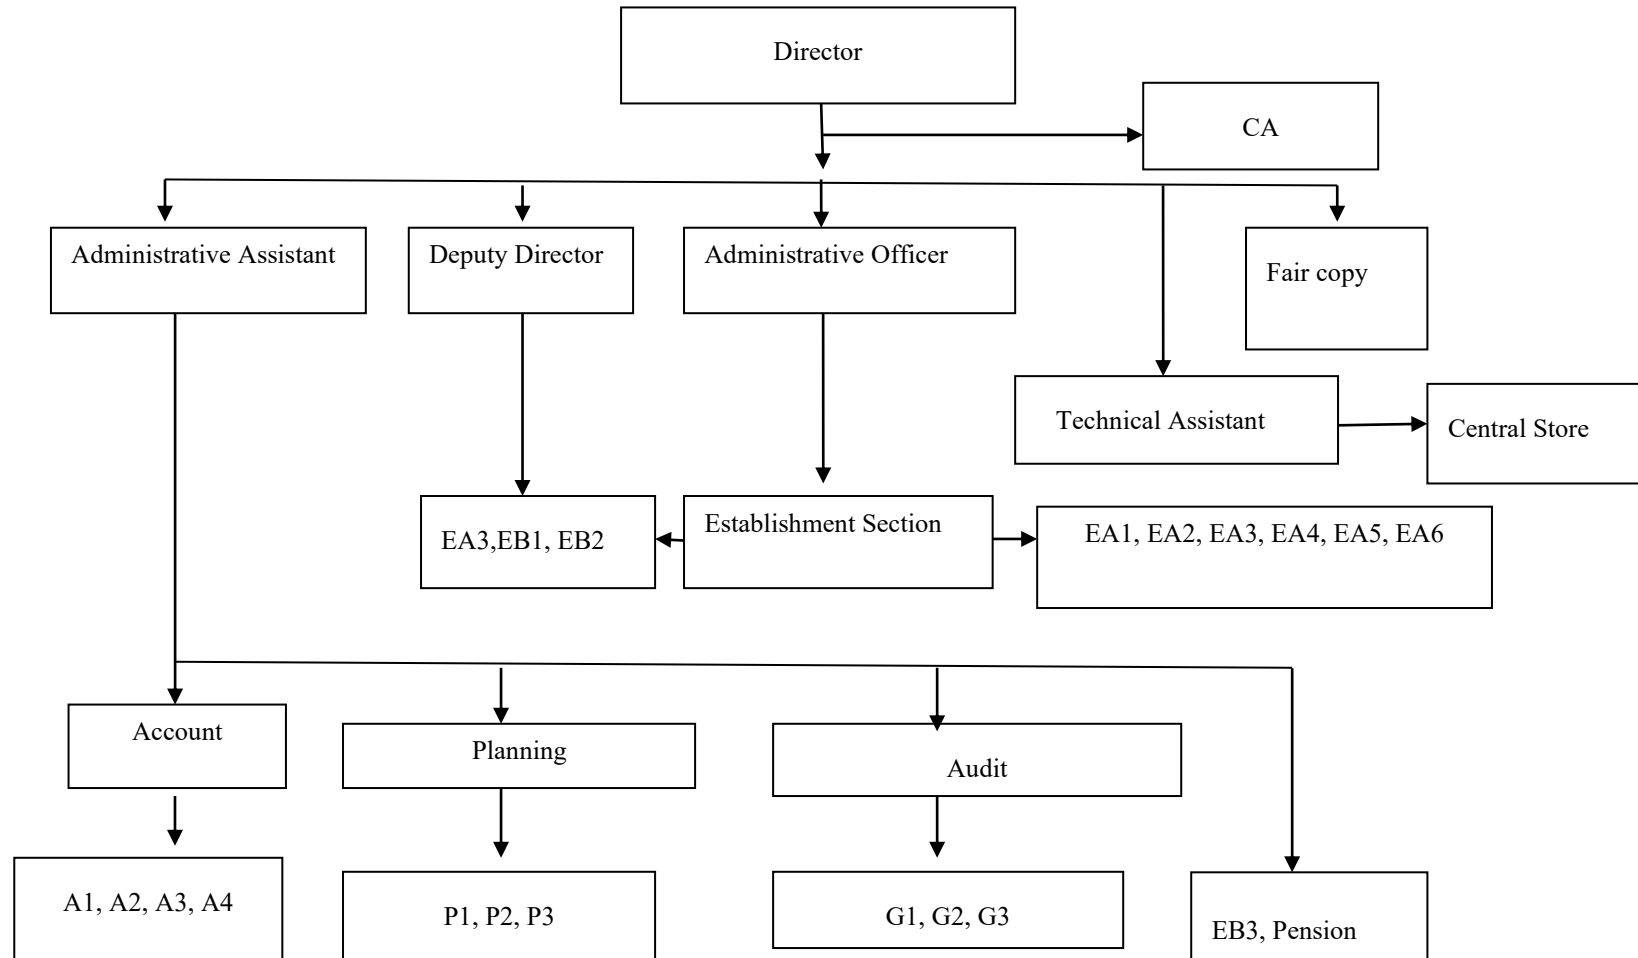 Director
CA
Administrative Assistant
Deputy Director
Administrative Officer
Fair copy
Technical Assistant
Central Store
EA3,EB1, EB2
Establishment Section
EA1, EA2, EA3, EA4, EA5, EA6
Account
Planning
Audit
A1, A2, A3, A4
P1, P2, P3
G1, G2, G3
EB3, Pension